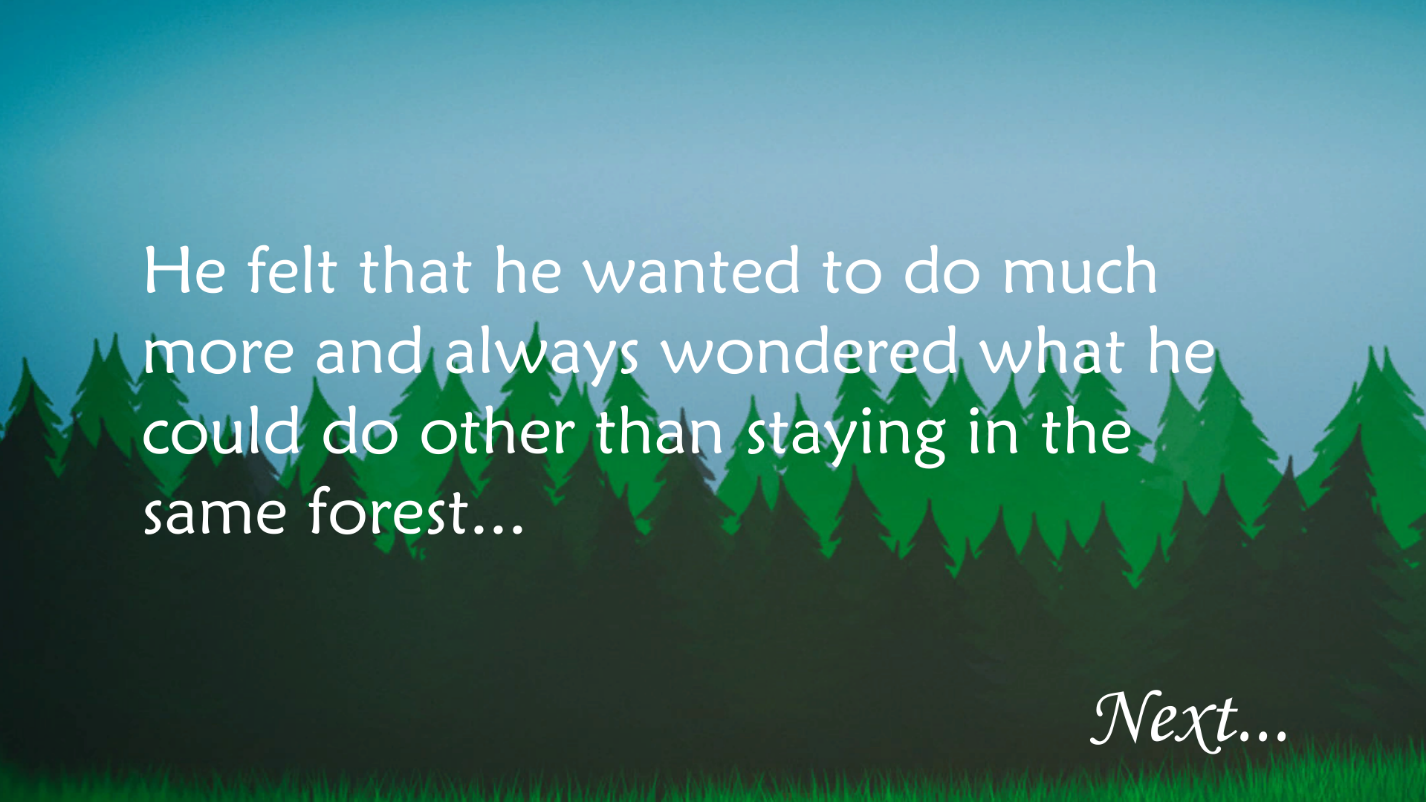 He felt that he wanted to do much
more and always wondered what he
could do other than staying in the
same forest...
Next...